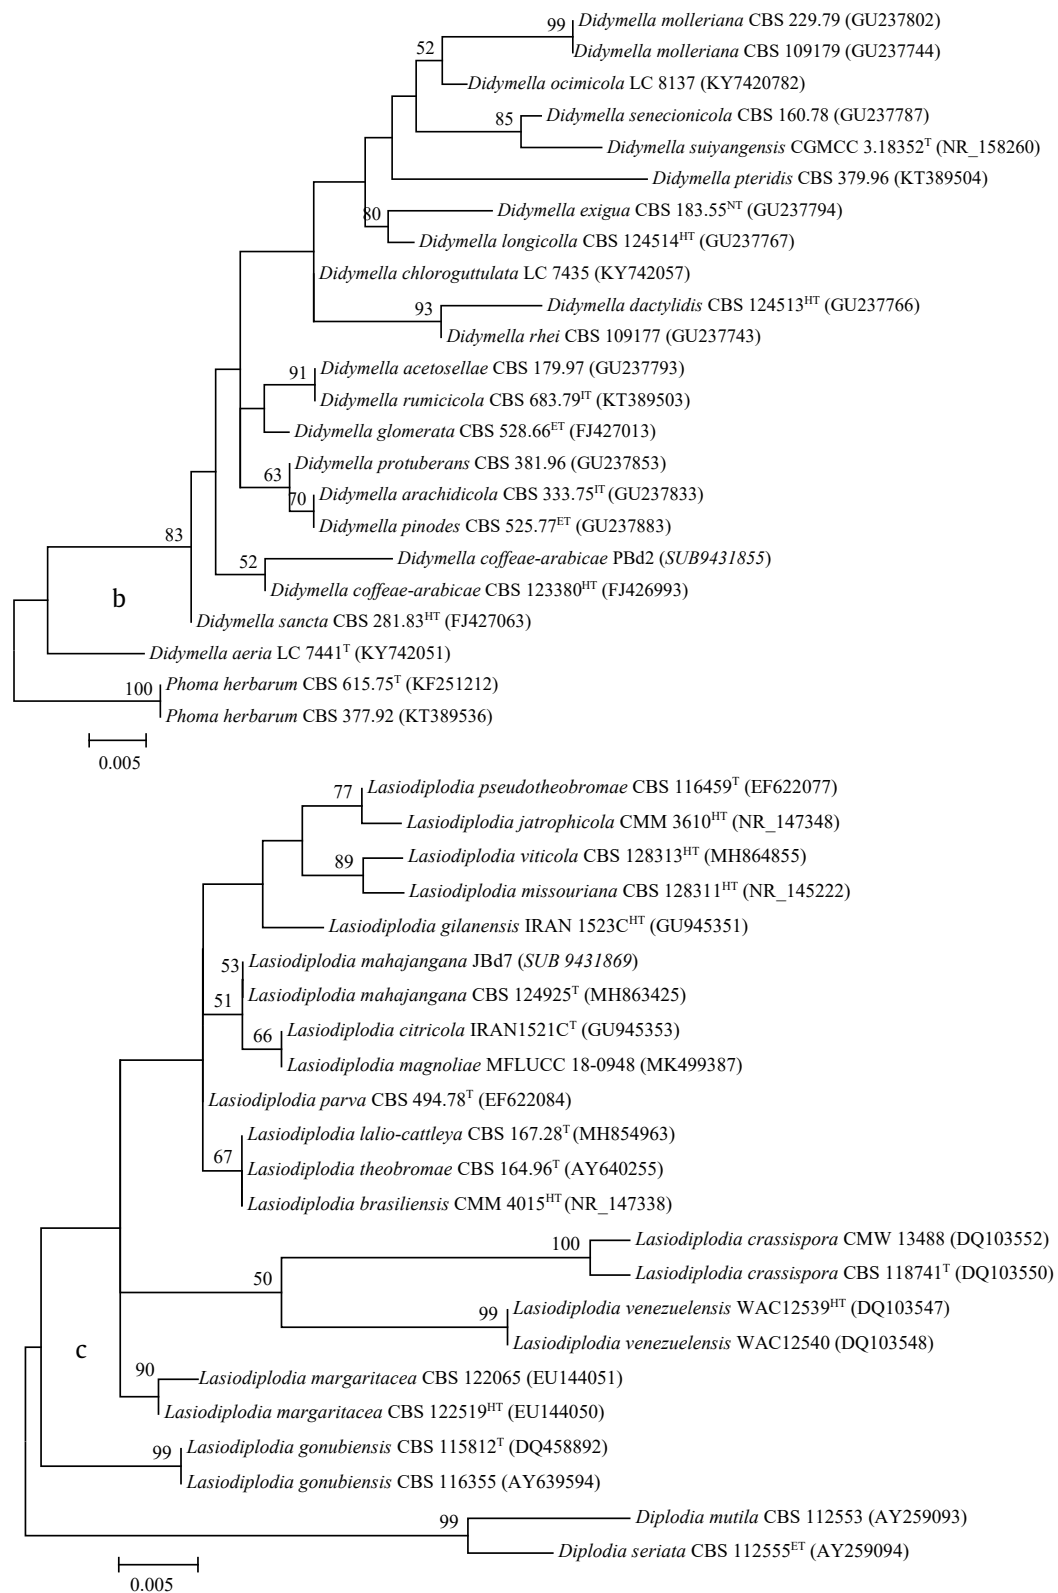 99 Didymella molleriana CBS 229.79 (GU237802)
52 Didymella molleriana CBS 109179 (GU237744)
Didymella ocimicola LC 8137 (KY7420782)
85 Didymella senecionicola CBS 160.78 (GU237787)
Didymella suiyangensis CGMCC 3.18352ᵀ (NR_158260)
Didymella pteridis CBS 379.96 (KT389504)
80 Didymella exigua CBS 183.55ᴺᵀ (GU237794)
Didymella longicolla CBS 124514ᴴᵀ (GU237767)
Didymella chloroguttulata LC 7435 (KY742057)
93 Didymella dactylidis CBS 124513ᴴᵀ (GU237766)
Didymella rhei CBS 109177 (GU237743)
91 Didymella acetosellae CBS 179.97 (GU237793)
Didymella rumicicola CBS 683.79ᴵᵀ (KT389503)
Didymella glomerata CBS 528.66ᴱᵀ (FJ427013)
63 Didymella protuberans CBS 381.96 (GU237853)
70 Didymella arachidicola CBS 333.75ᴵᵀ (GU237833)
Didymella pinodes CBS 525.77ᴱᵀ (GU237883)
83
52 Didymella coffeae-arabicae PBd2 (SUB9431855)
Didymella coffeae-arabicae CBS 123380ᴴᵀ (FJ426993)
b
Didymella sancta CBS 281.83ᴴᵀ (FJ427063)
Didymella aeria LC 7441ᵀ (KY742051)
100 Phoma herbarum CBS 615.75ᵀ (KF251212)
Phoma herbarum CBS 377.92 (KT389536)
0.005
77 Lasiodiplodia pseudotheobromae CBS 116459ᵀ (EF622077)
Lasiodiplodia jatrophicola CMM 3610ᴴᵀ (NR_147348)
89 Lasiodiplodia viticola CBS 128313ᴴᵀ (MH864855)
Lasiodiplodia missouriana CBS 128311ᴴᵀ (NR_145222)
Lasiodiplodia gilanensis IRAN 1523Cᴴᵀ (GU945351)
53 Lasiodiplodia mahajangana JBd7 (SUB 9431869)
51 Lasiodiplodia mahajangana CBS 124925ᵀ (MH863425)
66 Lasiodiplodia citricola IRAN1521Cᵀ (GU945353)
Lasiodiplodia magnoliae MFLUCC 18-0948 (MK499387)
Lasiodiplodia parva CBS 494.78ᵀ (EF622084)
Lasiodiplodia lalio-cattleya CBS 167.28ᵀ (MH854963)
67 Lasiodiplodia theobromae CBS 164.96ᵀ (AY640255)
Lasiodiplodia brasiliensis CMM 4015ᴴᵀ (NR_147338)
100 Lasiodiplodia crassispora CMW 13488 (DQ103552)
50 Lasiodiplodia crassispora CBS 118741ᵀ (DQ103550)
99 Lasiodiplodia venezuelensis WAC12539ᴴᵀ (DQ103547)
Lasiodiplodia venezuelensis WAC12540 (DQ103548)
c
90 Lasiodiplodia margaritacea CBS 122065 (EU144051)
Lasiodiplodia margaritacea CBS 122519ᴴᵀ (EU144050)
99 Lasiodiplodia gonubiensis CBS 115812ᵀ (DQ458892)
Lasiodiplodia gonubiensis CBS 116355 (AY639594)
99 Diplodia mutila CBS 112553 (AY259093)
Diplodia seriata CBS 112555ᴱᵀ (AY259094)
0.005